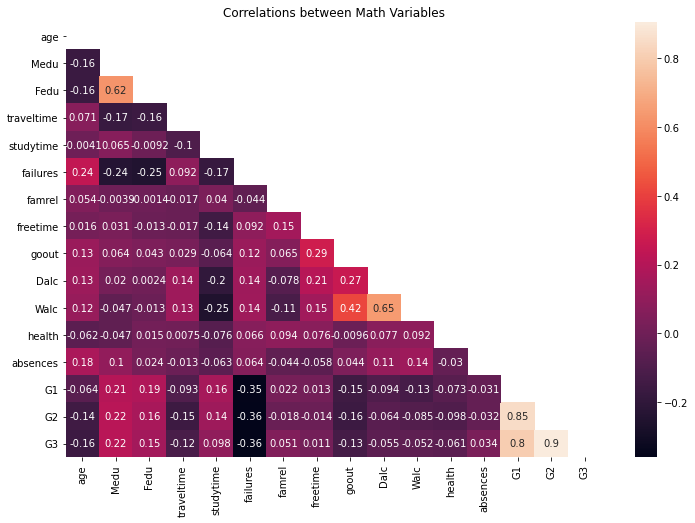 Correlations between Math Variables
age
Medu -0.16
Fedu -0.16 0.62
traveltime 0.071 -0.17 -0.16
studytime -0.0041 0.065 -0.0092 -0.1
failures 0.24 -0.24 -0.25 0.092 -0.17
famrel 0.054 -0.0039 -0.0014 -0.017 0.04 -0.044
freetime 0.016 0.031 -0.013 -0.017 -0.14 0.092 0.15
goout 0.13 0.064 0.043 0.029 -0.064 0.12 0.065 0.29
Dalc 0.13 0.02 0.0024 0.14 -0.2 0.14 -0.078 0.21 0.27
Walc 0.12 -0.047 -0.013 0.13 -0.25 0.14 -0.11 0.15 0.42 0.65
health -0.062 -0.047 0.015 0.0075 -0.076 0.066 0.094 0.076 -0.0096 0.077 0.092
absences 0.18 0.1 0.024 -0.013 -0.063 0.064 -0.044 -0.058 0.044 0.11 0.14 -0.03
G1 -0.064 0.21 0.19 -0.093 0.16 -0.35 0.022 0.013 -0.15 -0.094 -0.13 -0.073 -0.031
G2 -0.14 0.22 0.16 -0.15 0.14 -0.36 -0.018 -0.014 -0.16 -0.064 -0.085 -0.098 -0.032 0.85
G3 -0.16 0.22 0.15 -0.12 0.098 -0.36 0.051 0.011 -0.13 -0.055 -0.052 -0.061 0.034 0.8 0.9
age Medu Fedu traveltime studytime failures famrel freetime goout Dalc Walc health absences G1 G2 G3
0.8
0.6
0.4
0.2
0.0
−0.2